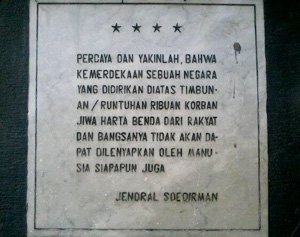 PERCAYA DAN YAKINLAH, BAHWA
KEMERDEKAAN SEBUAH NEGARA
YANG DIDIRIKAN DIATAS TIMBUN-
AN / RUNTUHAN RIBUAN KORBAN
JIWA HARTA BENDA DARI RAKYAT
DAN BANGSANYA TIDAK AKAN DA-
PAT DILENYAPKAN OLEH MANU-
SIA SIAPAPUN JUGA
JENDRAL SOEDIRMAN